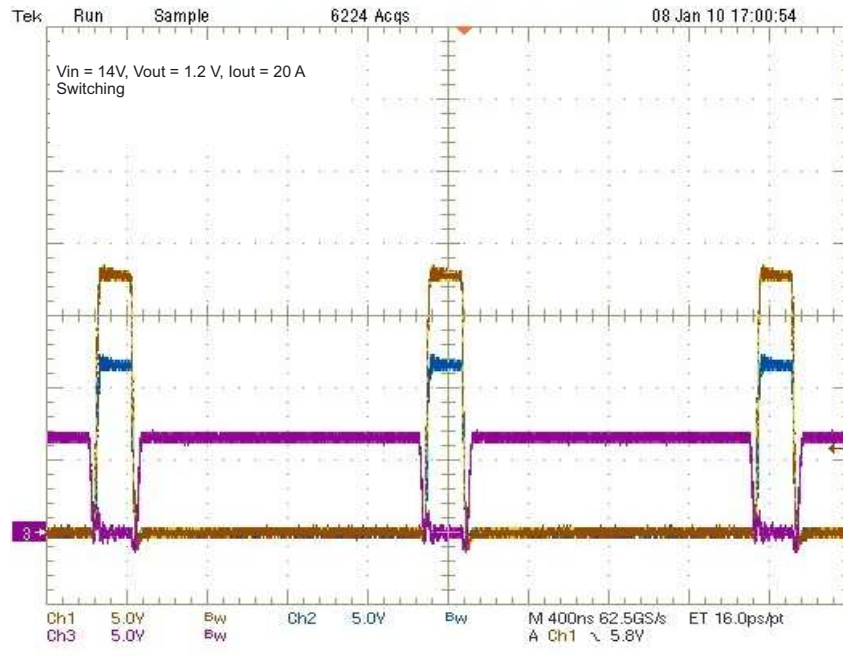 Tek Run Sample 6224 Acqs 08 Jan 10 17:00:54
Vin = 14V, Vout = 1.2 V, Iout = 20 A
Switching
3
Ch1 5.0V Bw Ch2 5.0V Bw M 400ns 62.5GS/s ET 16.0ps/pt
Ch3 5.0V Bw A Ch1 \ 5.8V